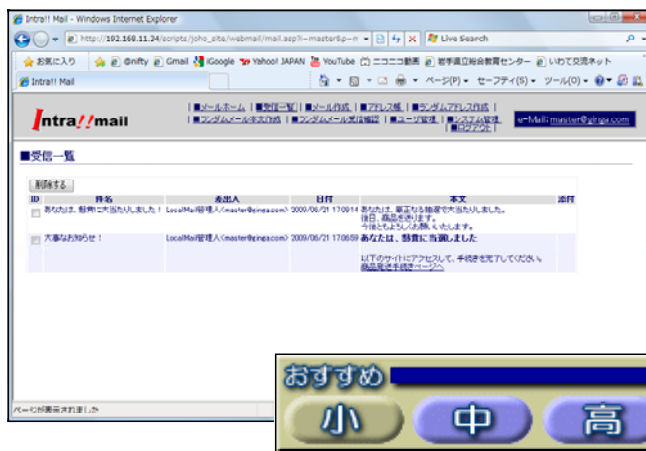 Intra!! Mail - Windows Internet Explorer
http://192.168.11.24/scripts/joho_site/webmail/mail.asp?i=master&p=m
Live Search
お気に入り @nifty Gmail iGoogle Yahoo! JAPAN YouTube ニコニコ動画 岩手県立総合教育センター いわて交流ネット
Intra!! Mail
ページ(P) セーフティ(S) ツール(O)
Intra!!mail
|■メールホーム|■受信一覧|■メール作成|■アドレス帳|■ランダムアドレス作成|
|■ランダムメール本文作成|■ランダムメール受信確認|■ユーザ管理|■システム管理
|■ログアウト|
e-Mail: master@ginga.com
■受信一覧
削除する
ID 件名 差出人 日付 本文 添付
あなたは、懸賞に大当たりしました! LocalMail管理人<master@ginga.com> 2009/06/21 170914 あなたは、厳正なる抽選で大当たりしました。
後日、商品を送ります。
今後ともよろしくお願いいたします。
大事なお知らせ! LocalMail管理人<master@ginga.com> 2009/06/21 170659 あなたは、懸賞に当選しました
以下のサイトにアクセスして、手続きを完了してください。
商品発送手続きページへ
ページが表示されました
おすすめ
小 中 高